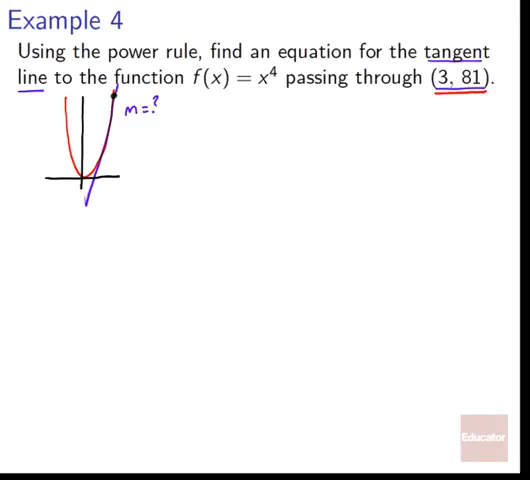 Example 4
Using the power rule, find an equation for the tangent
line to the function f(x) = x⁴ passing through (3, 81).
m=?
Educator